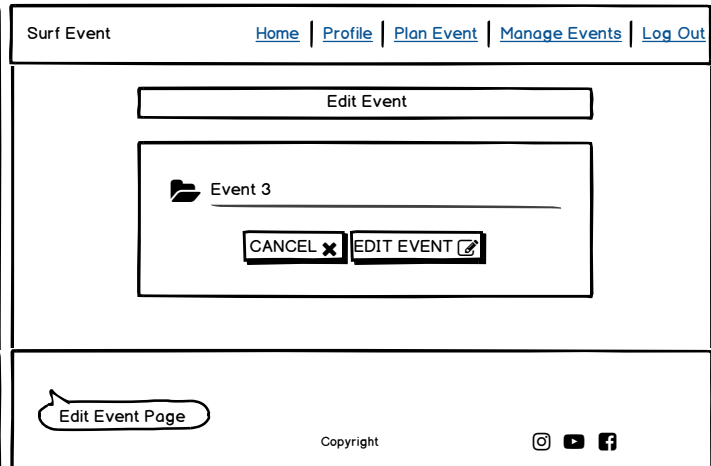 Surf Event Home Profile Plan Event Manage Events Log Out
Edit Event
Event 3
CANCEL EDIT EVENT
Edit Event Page
Copyright